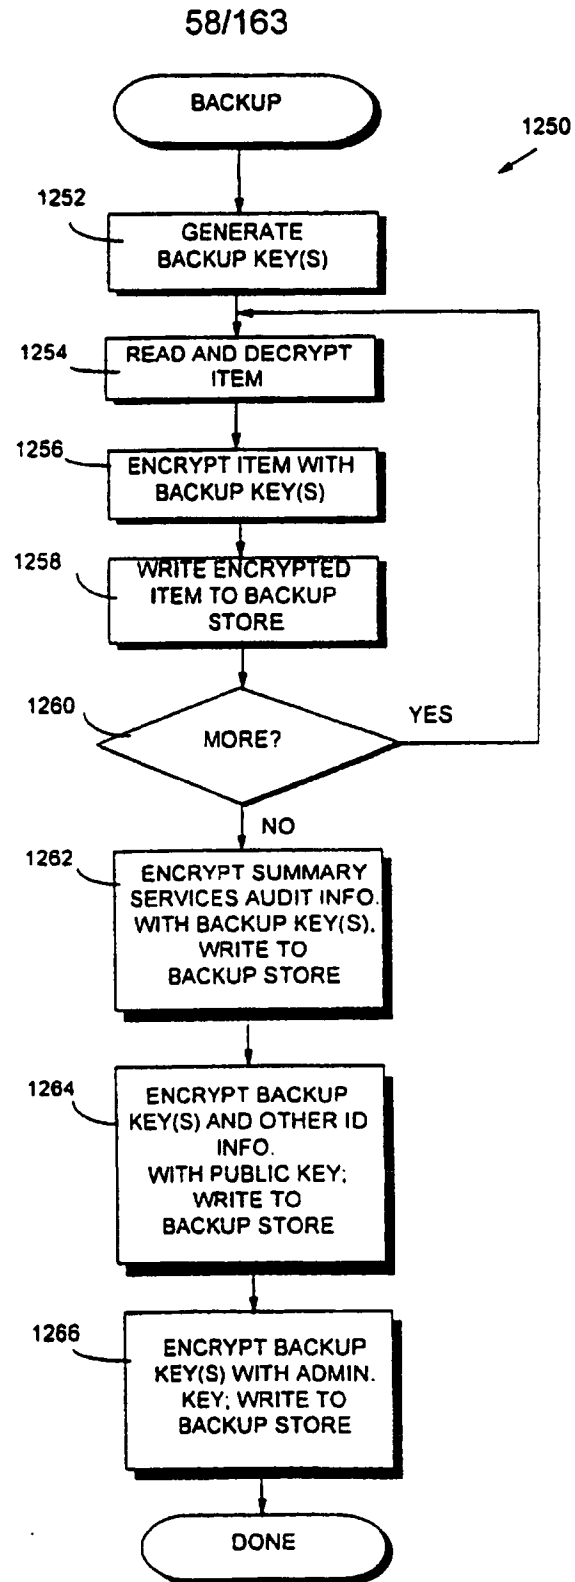 58/163
BACKUP
1250
1252
GENERATE
BACKUP KEY(S)
1254
READ AND DECRYPT
ITEM
1256
ENCRYPT ITEM WITH
BACKUP KEY(S)
1258
WRITE ENCRYPTED
ITEM TO BACKUP
STORE
1260
MORE?
YES
NO
1262
ENCRYPT SUMMARY
SERVICES AUDIT INFO.
WITH BACKUP KEY(S),
WRITE TO
BACKUP STORE
1264
ENCRYPT BACKUP
KEY(S) AND OTHER ID
INFO.
WITH PUBLIC KEY;
WRITE TO
BACKUP STORE
1266
ENCRYPT BACKUP
KEY(S) WITH ADMIN.
KEY; WRITE TO
BACKUP STORE
DONE